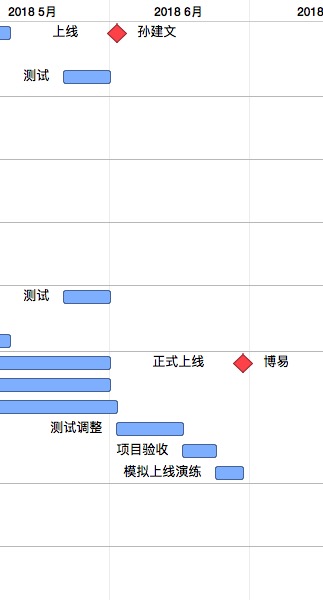 2018 5月 2018 6月 2018
上线 孙建文
测试
测试
正式上线 博易
测试调整
项目验收
模拟上线演练